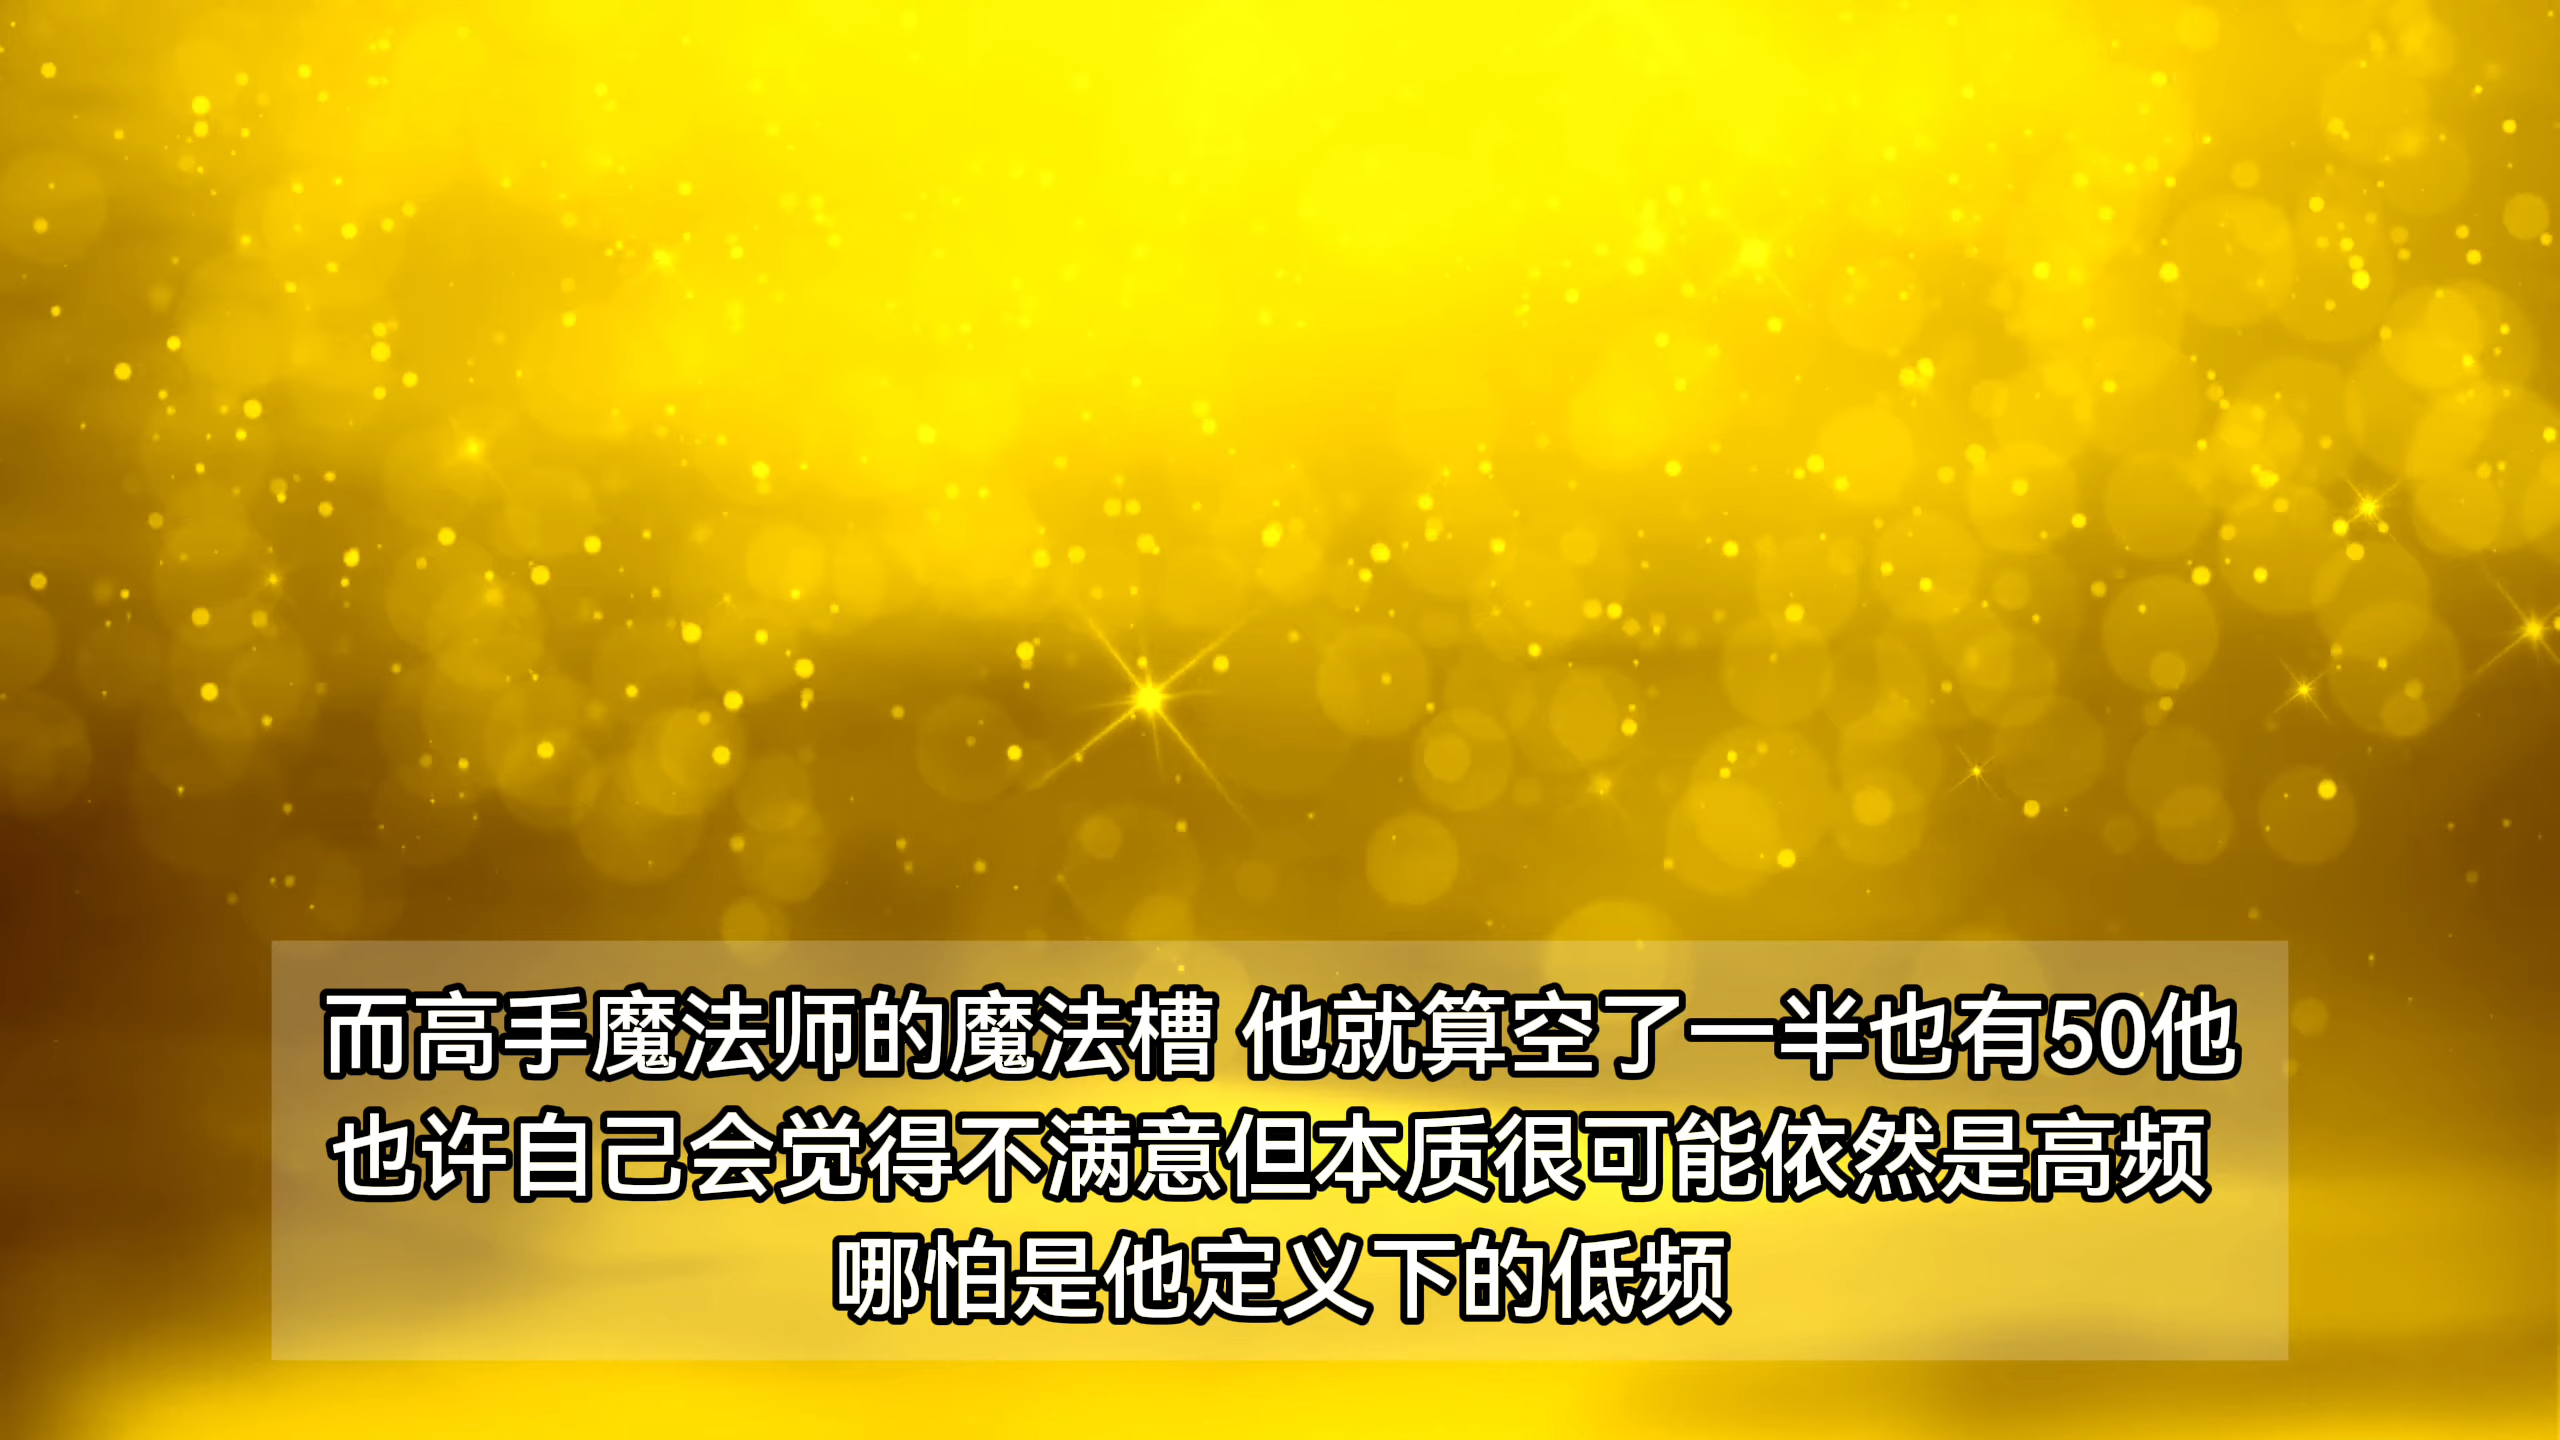 而高手魔法师的魔法槽 他就算空了一半也有50他
也许自己会觉得不满意但本质很可能依然是高频
哪怕是他定义下的低频